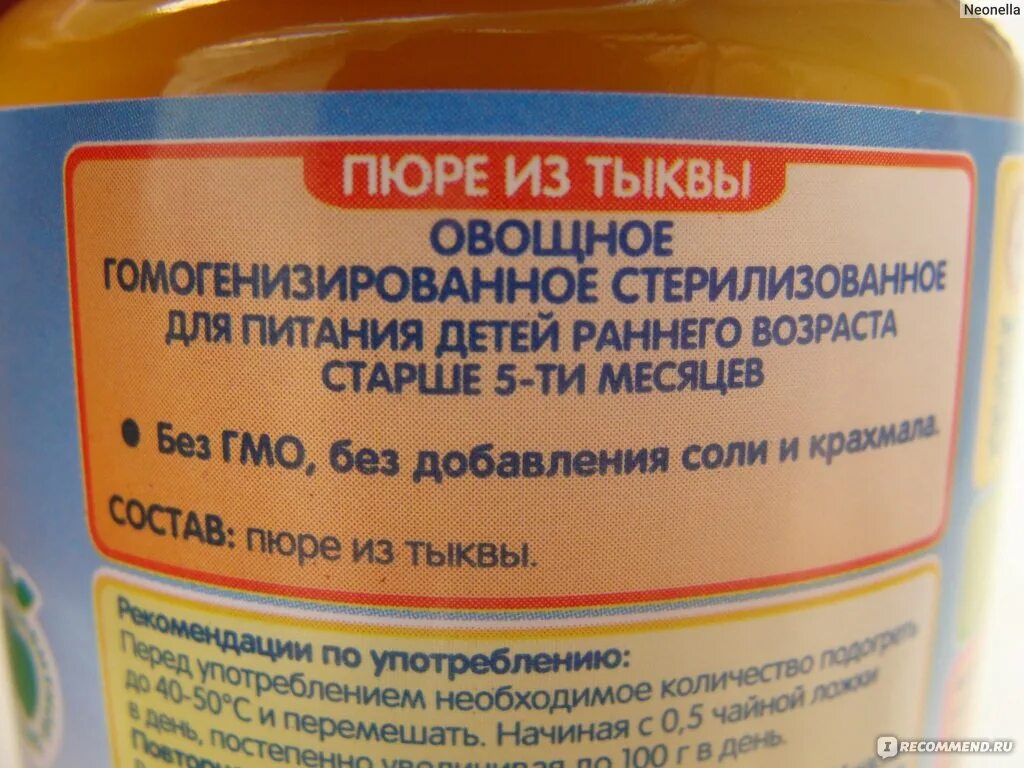 Neonella
ПЮРЕ ИЗ ТЫКВЫ
ОВОЩНОЕ
ГОМОГЕНИЗИРОВАННОЕ СТЕРИЛИЗОВАННОЕ
ДЛЯ ПИТАНИЯ ДЕТЕЙ РАННЕГО ВОЗРАСТА
СТАРШЕ 5-ТИ МЕСЯЦЕВ
● Без ГМО, без добавления соли и крахмала.
СОСТАВ: пюре из тыквы.
Рекомендации по употреблению:
Перед употреблением необходимое количество подогреть
до 40-50°С и перемешать. Начиная с 0,5 чайной ложки
в день, постепенно увеличивая до 100 г в день.
IRECOMMEND.RU